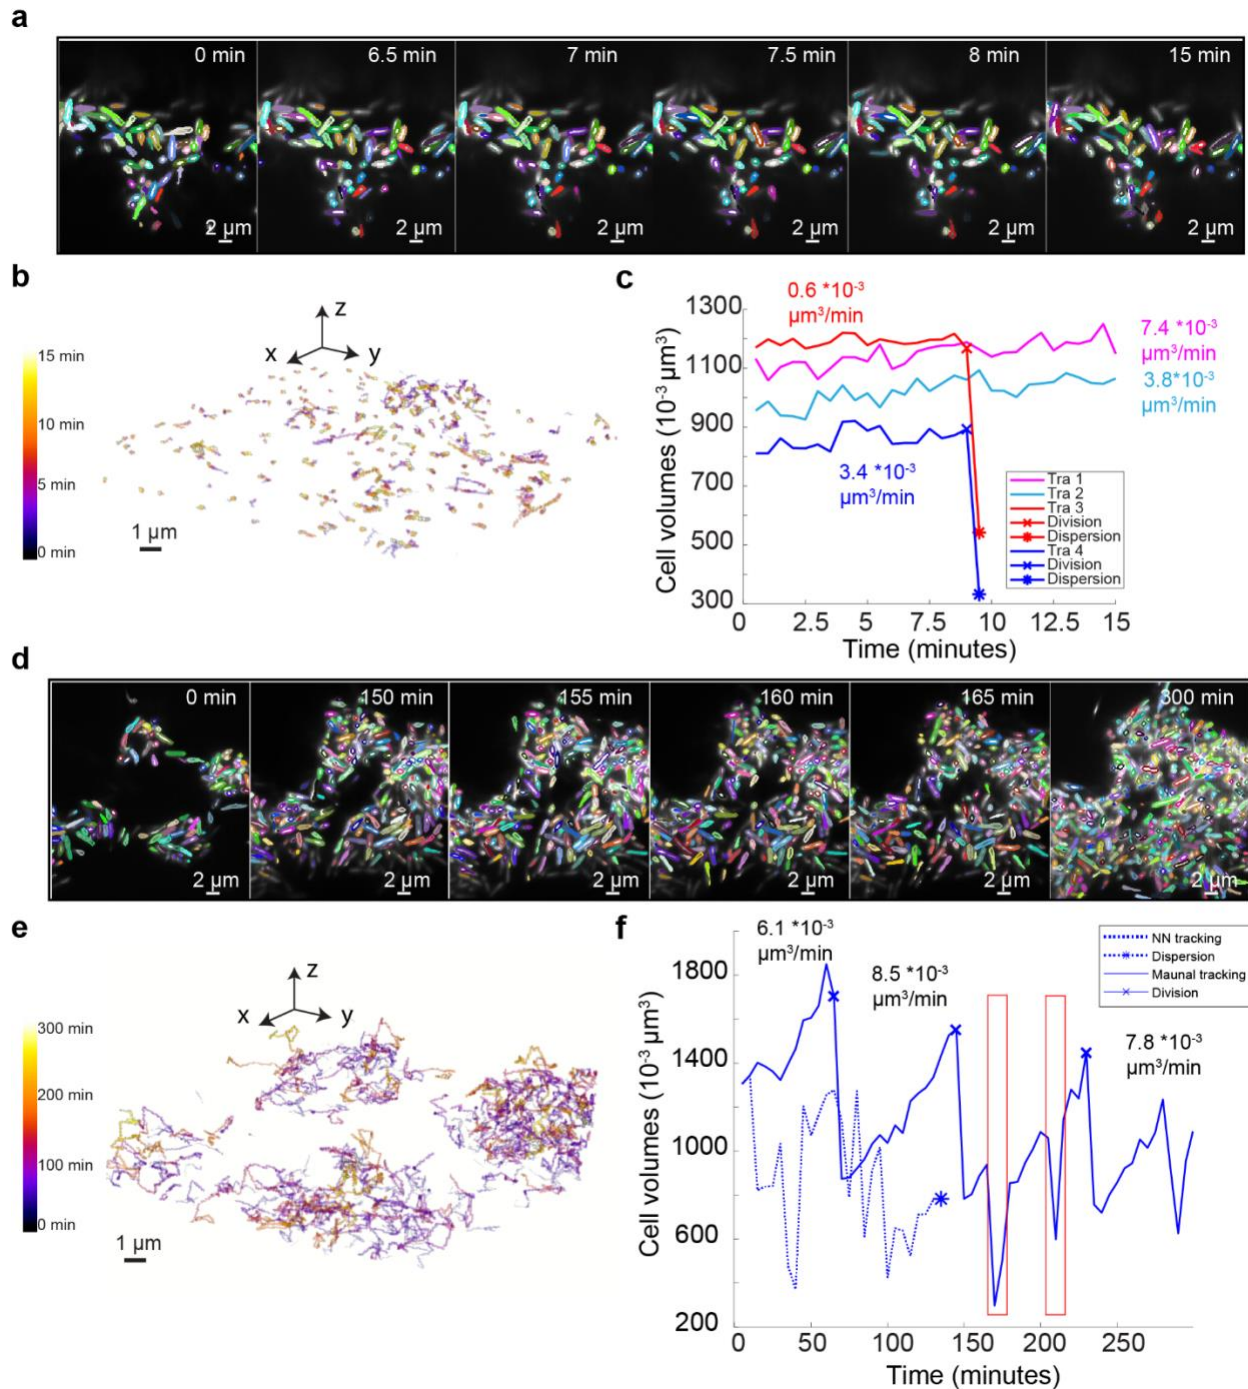 a
0 min
6.5 min
7 min
7.5 min
8 min
15 min
2 µm
2 µm
2 µm
2 µm
2 µm
2 µm
b
15 min
10 min
5 min
0 min
z
x
y
1 µm
c
Cell volumes (10-3 µm3)
1300
1100
900
700
500
300
0
2.5
5
7.5
10
12.5
15
Time (minutes)
0.6 *10-3
µm3/min
7.4 *10-3
µm3/min
3.8*10-3
µm3/min
3.4 *10-3
µm3/min
Tra 1
Tra 2
Tra 3
Division
Dispersion
Tra 4
Division
Dispersion
d
0 min
150 min
155 min
160 min
165 min
300 min
2 µm
2 µm
2 µm
2 µm
2 µm
2 µm
e
300 min
200 min
100 min
0 min
z
x
y
1 µm
f
Cell volumes (10-3 µm3)
1800
1400
1000
600
200
0
50
100
150
200
250
Time (minutes)
6.1 *10-3
µm3/min
8.5 *10-3
µm3/min
7.8 *10-3
µm3/min
NN tracking
Dispersion
Maunal tracking
Division